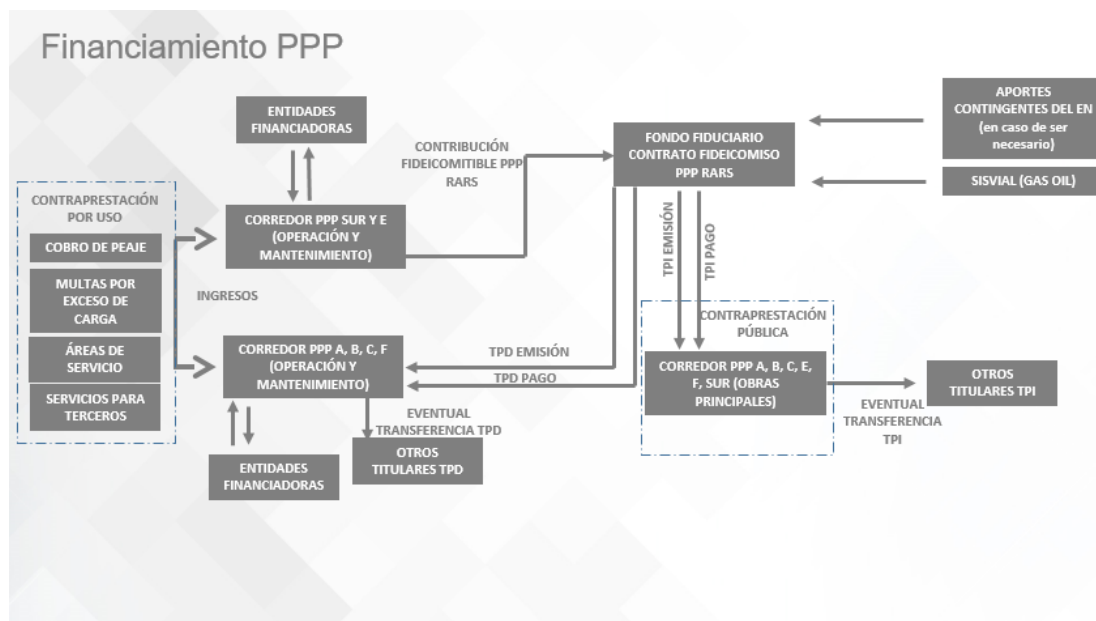 Financiamiento PPP
ENTIDADES
FINANCIADORAS
CONTRIBUCIÓN
FIDEICOMITIBLE PPP
RARS
FONDO FIDUCIARIO
CONTRATO FIDEICOMISO
PPP RARS
APORTES
CONTINGENTES DEL EN
(en caso de ser
necesario)
SISVIAL (GAS OIL)
CONTRAPRESTACIÓN
POR USO
COBRO DE PEAJE
MULTAS POR
EXCESO DE
CARGA
ÁREAS DE
SERVICIO
SERVICIOS PARA
TERCEROS
INGRESOS
CORREDOR PPP SUR Y E
(OPERACIÓN Y
MANTENIMIENTO)
TPI EMISIÓN
TPI PAGO
CORREDOR PPP A, B, C, F
(OPERACIÓN Y
MANTENIMIENTO)
TPD EMISIÓN
TPD PAGO
CONTRAPRESTACIÓN
PÚBLICA
CORREDOR PPP A, B, C, E,
F, SUR (OBRAS
PRINCIPALES)
OTROS
TITULARES TPI
EVENTUAL
TRANSFERENCIA
TPI
EVENTUAL
TRANSFERENCIA TPD
OTROS
TITULARES TPD
ENTIDADES
FINANCIADORAS